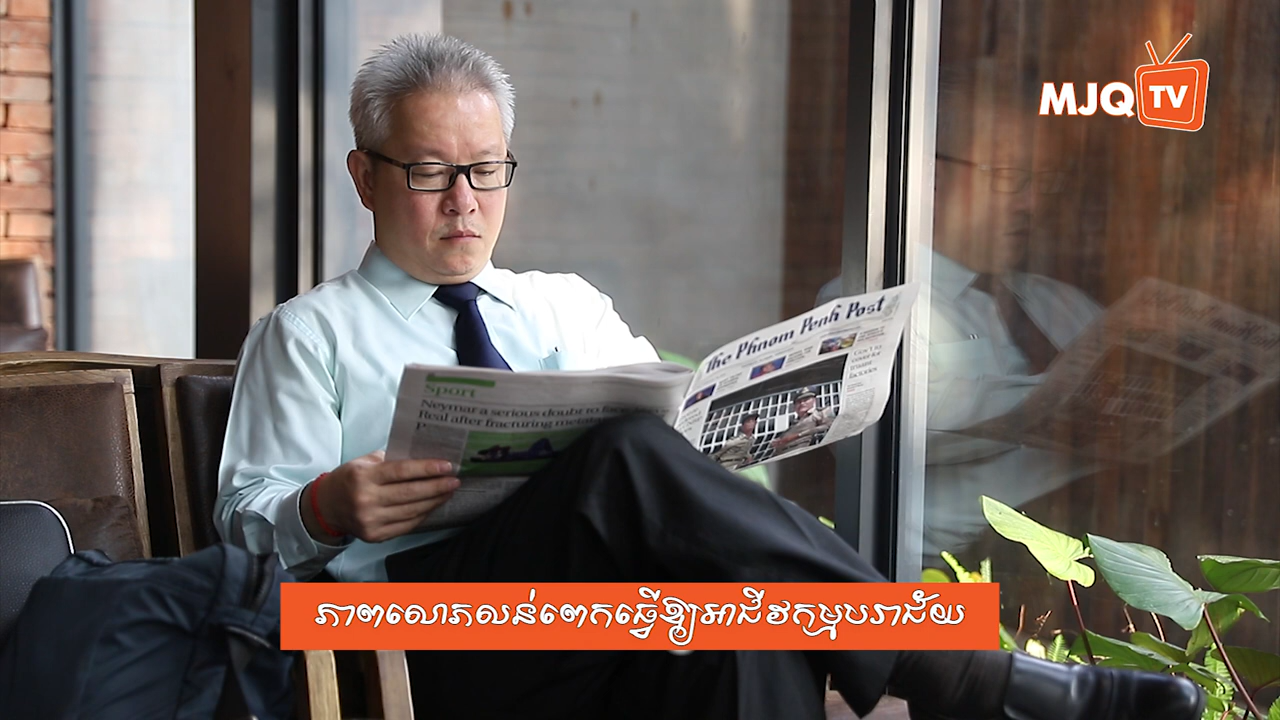 MJQ TV
The Phnom Penh Post
Sport
Neymar a serious doubt to face
Real after fracturing metatarsal
ភាពលោភលន់ពេកធ្វើឱ្យអាជីវកម្មបរាជ័យ